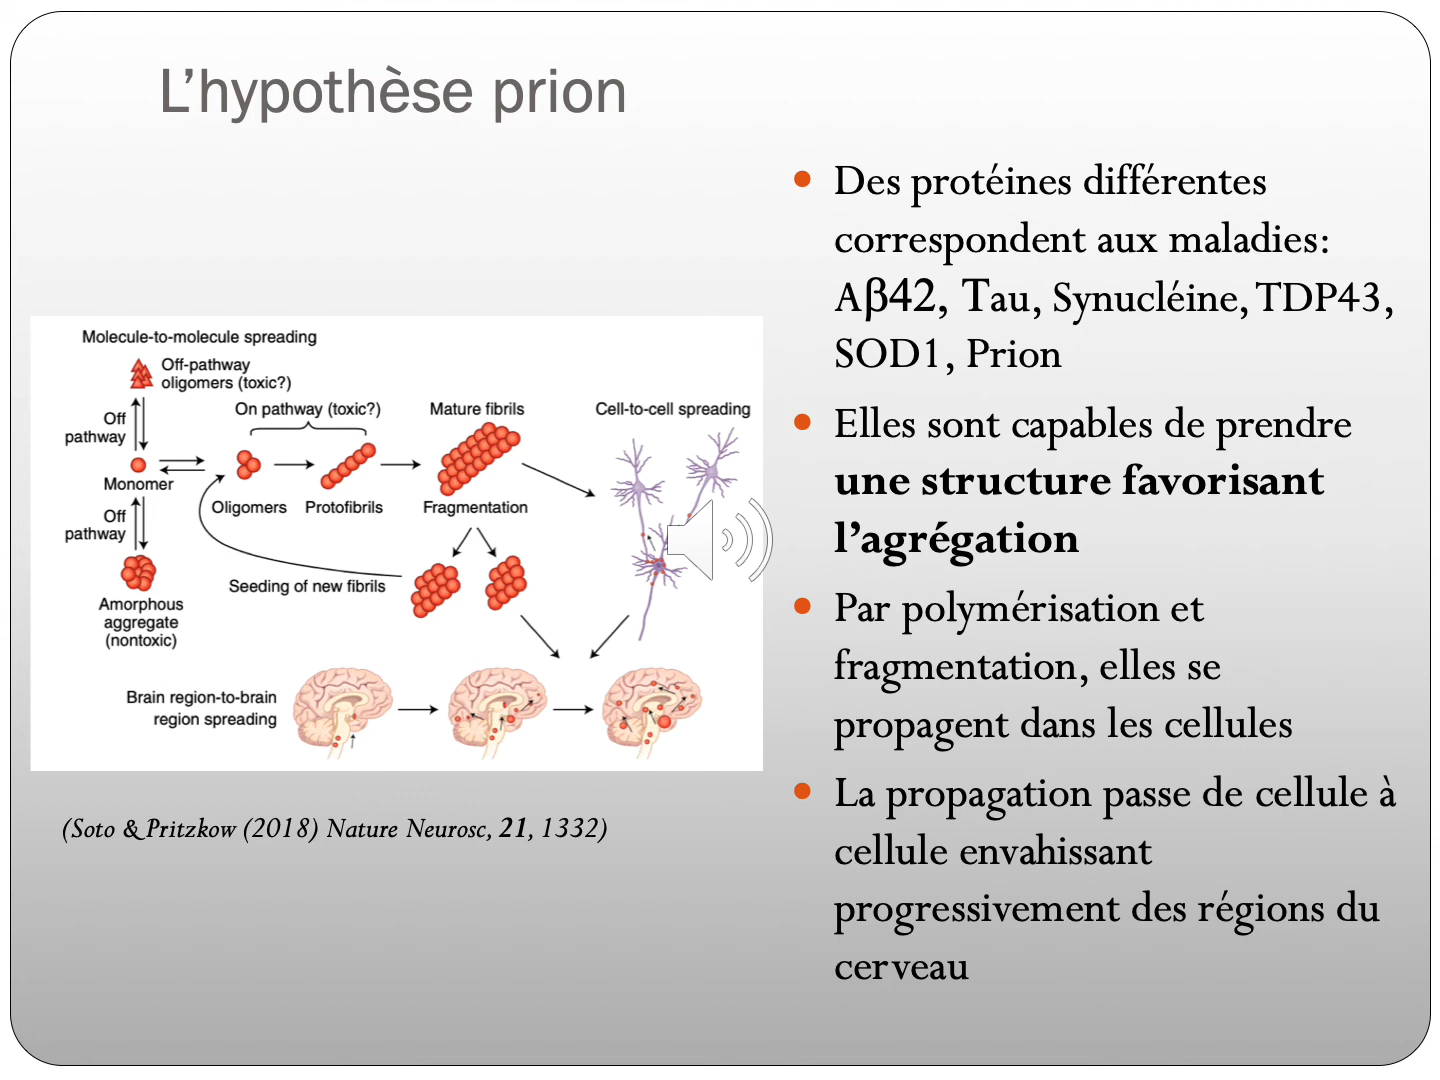 L’hypothèse prion
Molecule-to-molecule spreading
Off-pathway
oligomers (toxic?)
Off
pathway
On pathway (toxic?)
Mature fibrils
Cell-to-cell spreading
Monomer
Oligomers
Protofibrils
Fragmentation
Off
pathway
Seeding of new fibrils
Amorphous
aggregate
(nontoxic)
Brain region-to-brain
region spreading
(Soto & Pritzkow (2018) Nature Neurosc, 21, 1332)
Des protéines différentes
correspondent aux maladies:
Aβ42, Tau, Synucléine, TDP43,
SOD1, Prion
Elles sont capables de prendre
une structure favorisant
l’agrégation
Par polymérisation et
fragmentation, elles se
propagent dans les cellules
La propagation passe de cellule à
cellule envahissant
progressivement des régions du
cerveau